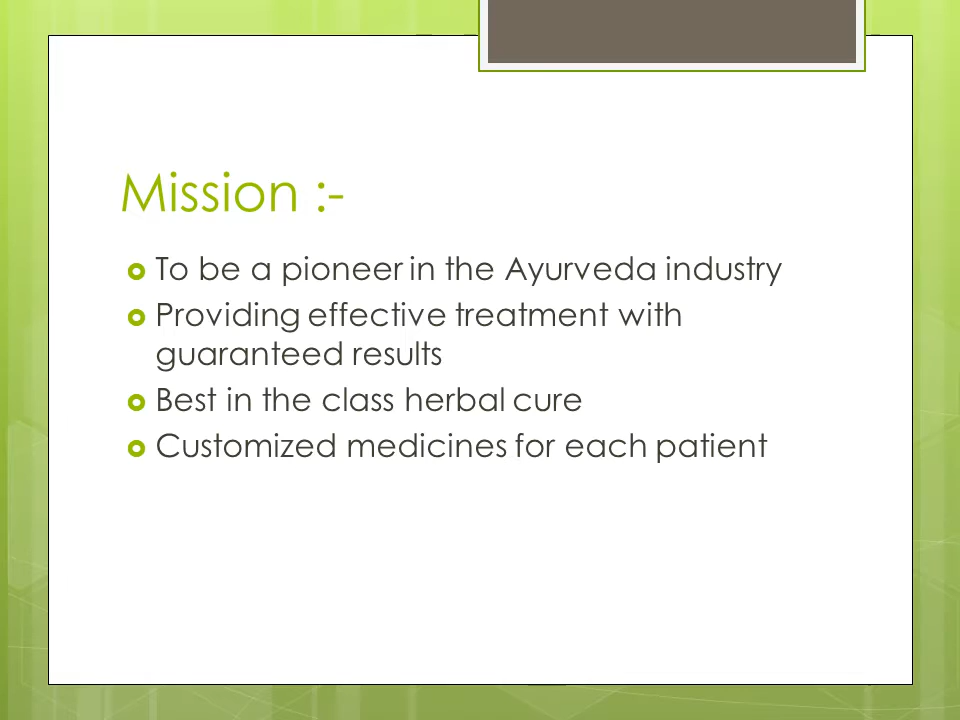 Mission :-
To be a pioneer in the Ayurveda industry
Providing effective treatment with
guaranteed results
Best in the class herbal cure
Customized medicines for each patient